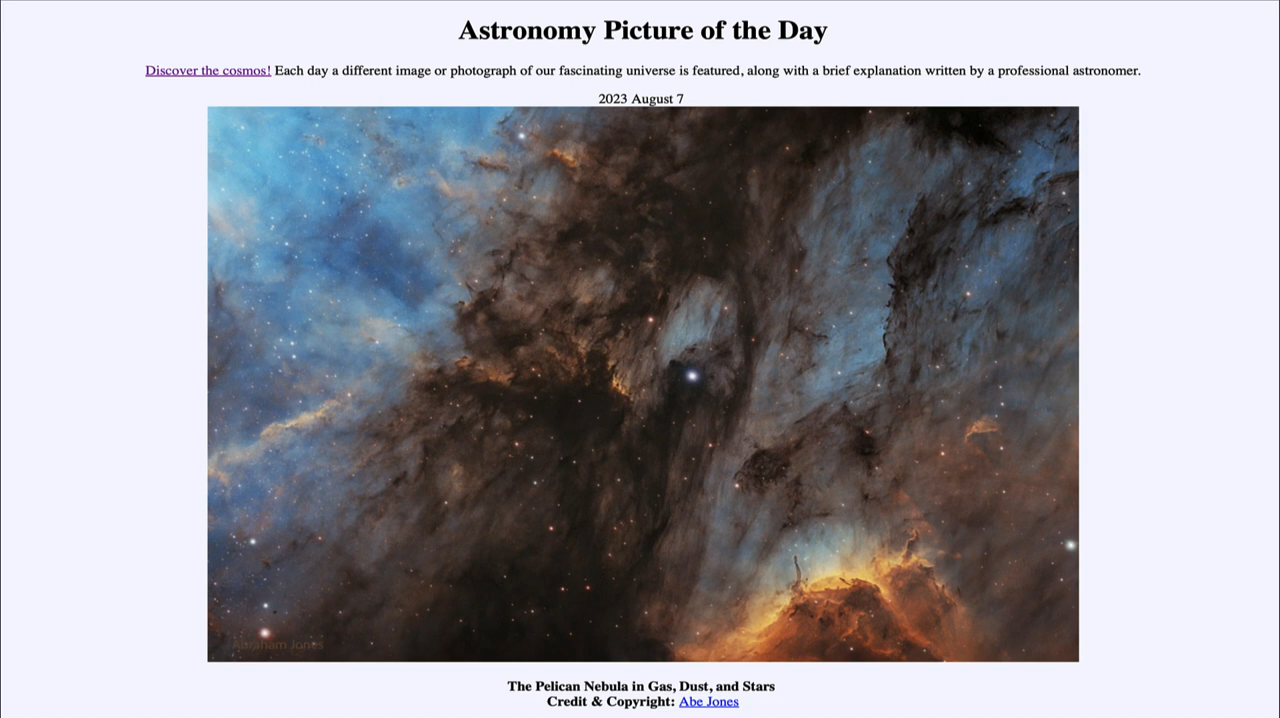 Astronomy Picture of the Day
Discover the cosmos! Each day a different image or photograph of our fascinating universe is featured, along with a brief explanation written by a professional astronomer.
2023 August 7
Abraham Jones
The Pelican Nebula in Gas, Dust, and Stars
Credit & Copyright: Abe Jones